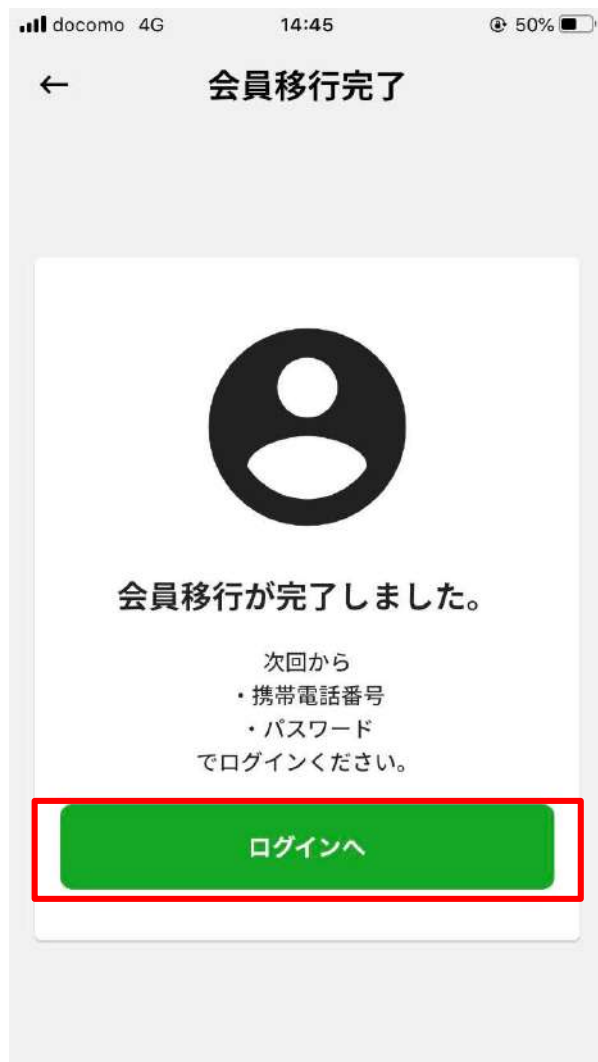 docomo 4G 14:45 50%
← 会員移行完了
会員移行が完了しました。
次回から
・携帯電話番号
・パスワード
でログインください。
ログインへ